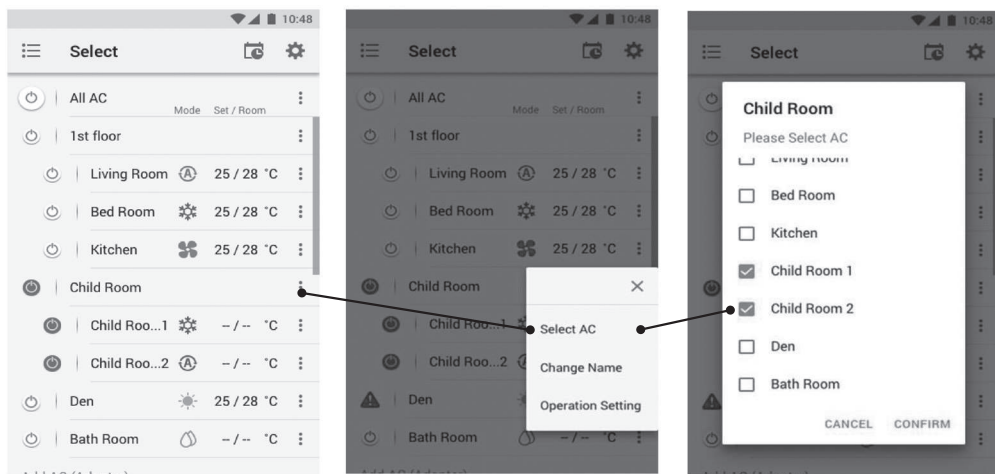 10:48
Select
All AC
Mode Set / Room
1st floor
Living Room A 25 / 28 °C
Bed Room 25 / 28 °C
Kitchen 25 / 28 °C
Child Room
Child Roo...1 -- / -- °C
Child Roo...2 A -- / -- °C
Den 25 / 28 °C
Bath Room -- / -- °C
10:48
Select
All AC
Mode Set / Room
1st floor
Living Room A 25 / 28 °C
Bed Room 25 / 28 °C
Kitchen 25 / 28 °C
Child Room
Child Roo...1
Child Roo...2
Den
Bath Room -- / -- °C
Select AC
Change Name
Operation Setting
10:48
Select
Child Room
Please Select AC
Living Room
Bed Room
Kitchen
Child Room 1
Child Room 2
Den
Bath Room
CANCEL CONFIRM